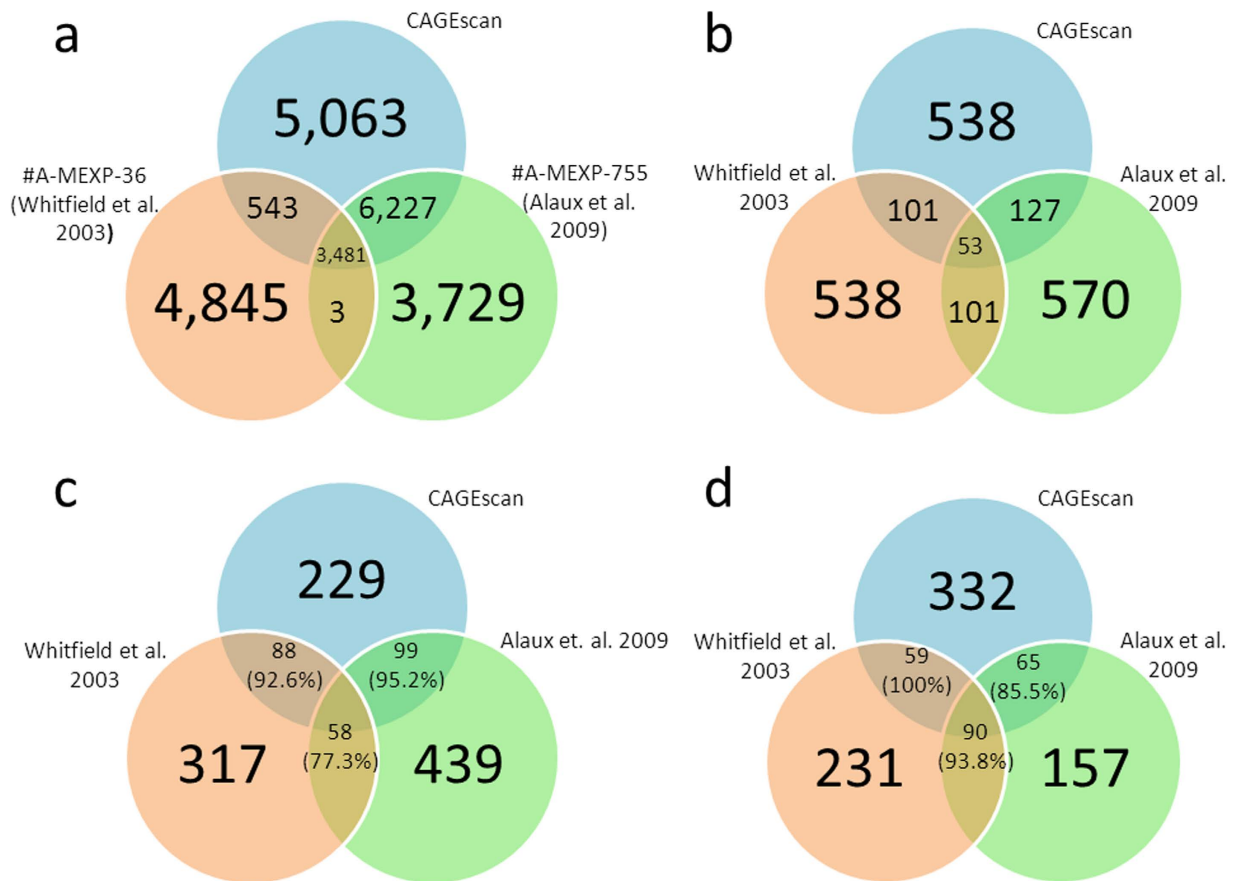 a
CAGEscan
5,063
#A-MEXP-36
(Whitfield et al.
2003)
#A-MEXP-755
(Alaux et al.
2009)
543
6,227
3,481
4,845
3
3,729
b
CAGEscan
538
Whitfield et al.
2003
Alaux et al.
2009
101
127
53
538
101
570
c
CAGEscan
229
Whitfield et al.
2003
Alaux et. al. 2009
88
(92.6%)
99
(95.2%)
58
(77.3%)
317
439
d
CAGEscan
332
Whitfield et al.
2003
Alaux et al.
2009
59
(100%)
65
(85.5%)
90
(93.8%)
231
157